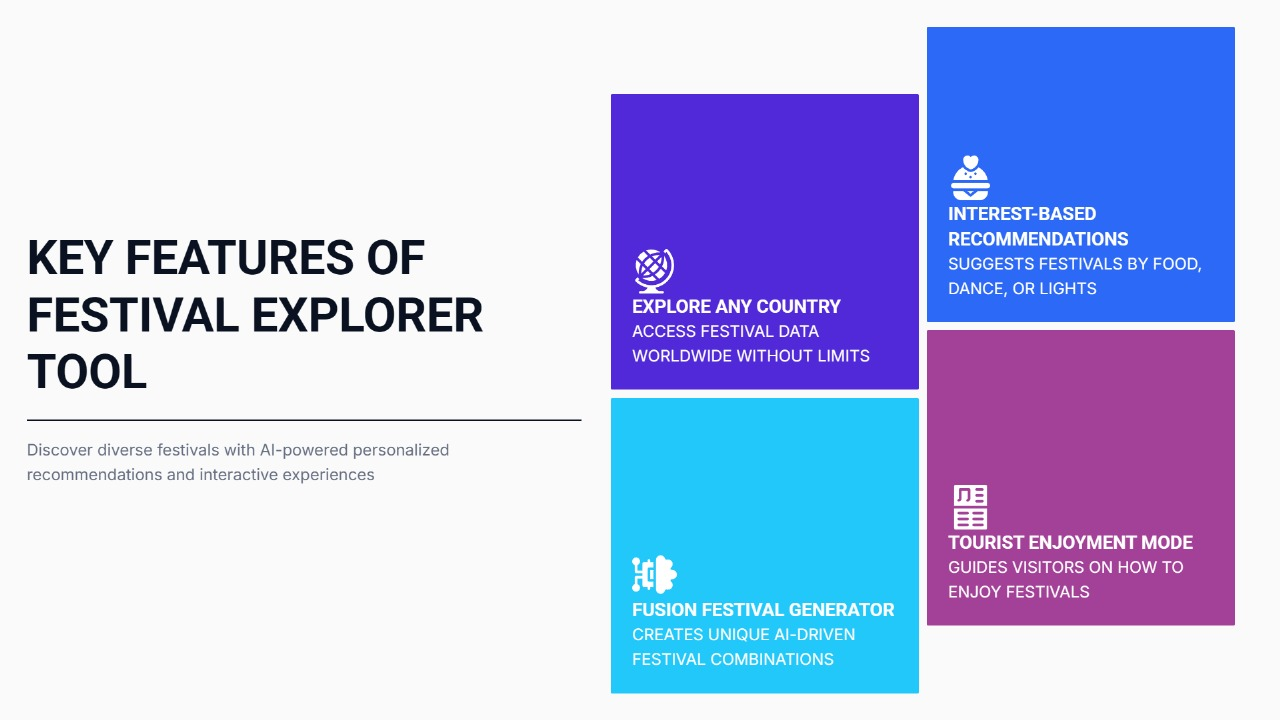 KEY FEATURES OF
FESTIVAL EXPLORER
TOOL
Discover diverse festivals with AI-powered personalized
recommendations and interactive experiences
EXPLORE ANY COUNTRY
ACCESS FESTIVAL DATA
WORLDWIDE WITHOUT LIMITS
INTEREST-BASED
RECOMMENDATIONS
SUGGESTS FESTIVALS BY FOOD,
DANCE, OR LIGHTS
FUSION FESTIVAL GENERATOR
CREATES UNIQUE AI-DRIVEN
FESTIVAL COMBINATIONS
TOURIST ENJOYMENT MODE
GUIDES VISITORS ON HOW TO
ENJOY FESTIVALS